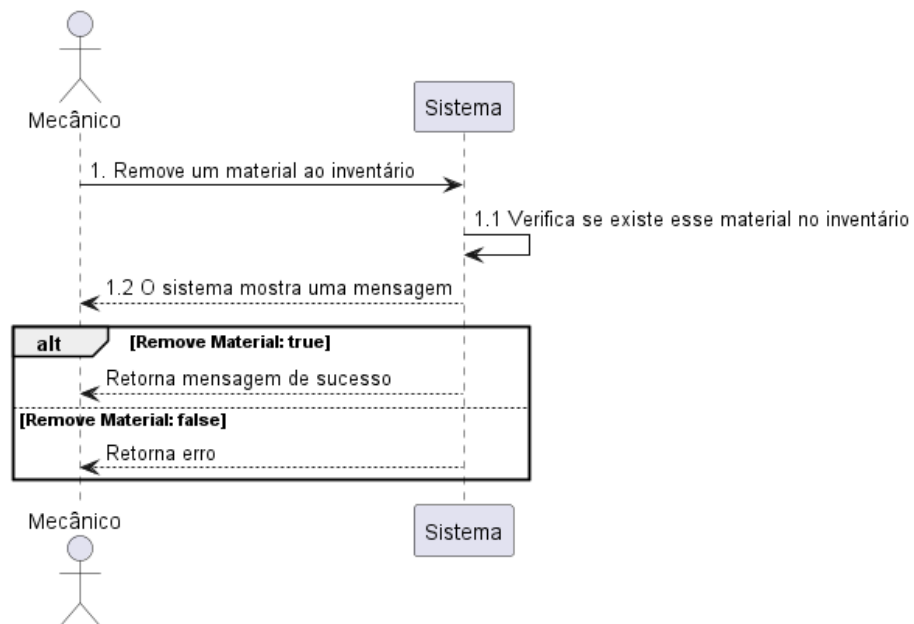 Mecânico
Sistema
1. Remove um material ao inventário
1.1 Verifica se existe esse material no inventário
1.2 O sistema mostra uma mensagem
alt [Remove Material: true]
Retorna mensagem de sucesso
[Remove Material: false]
Retorna erro
Mecânico
Sistema